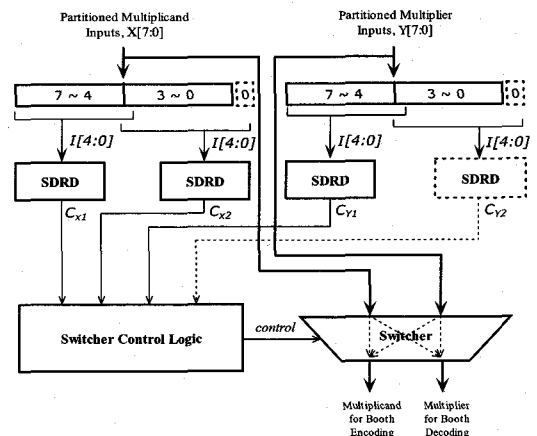 Partitioned Multiplicand
Inputs, X[7:0]
Partitioned Multiplier
Inputs, Y[7:0]
7 ~ 4
3 ~ 0
0
7 ~ 4
3 ~ 0
0
I[4:0]
I[4:0]
I[4:0]
I[4:0]
SDRD
SDRD
SDRD
SDRD
Cx1
Cx2
CY1
CY2
Switcher Control Logic
control
Switcher
Multiplicand
for Booth
Encoding
Multiplier
for Booth
Decoding